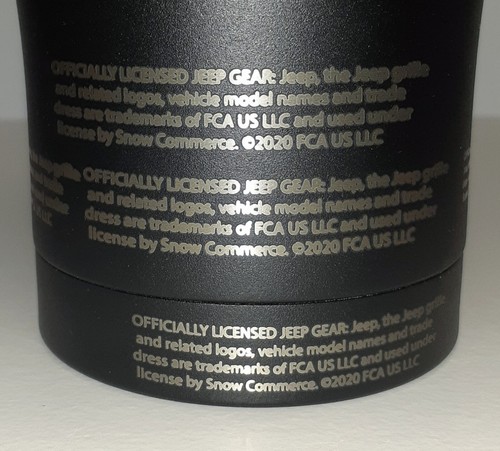 OFFICIALLY LICENSED JEEP GEAR: Jeep, the Jeep grille
and related logos, vehicle model names and trade
dress are trademarks of FCA US LLC and used under
license by Snow Commerce. ©2020 FCA US LLC
OFFICIALLY LICENSED JEEP GEAR: Jeep, the Jeep grille
and related logos, vehicle model names and trade
dress are trademarks of FCA US LLC and used under
license by Snow Commerce. ©2020 FCA US LLC
OFFICIALLY LICENSED JEEP GEAR: Jeep, the Jeep grille
and related logos, vehicle model names and trade
dress are trademarks of FCA US LLC and used under
license by Snow Commerce. ©2020 FCA US LLC